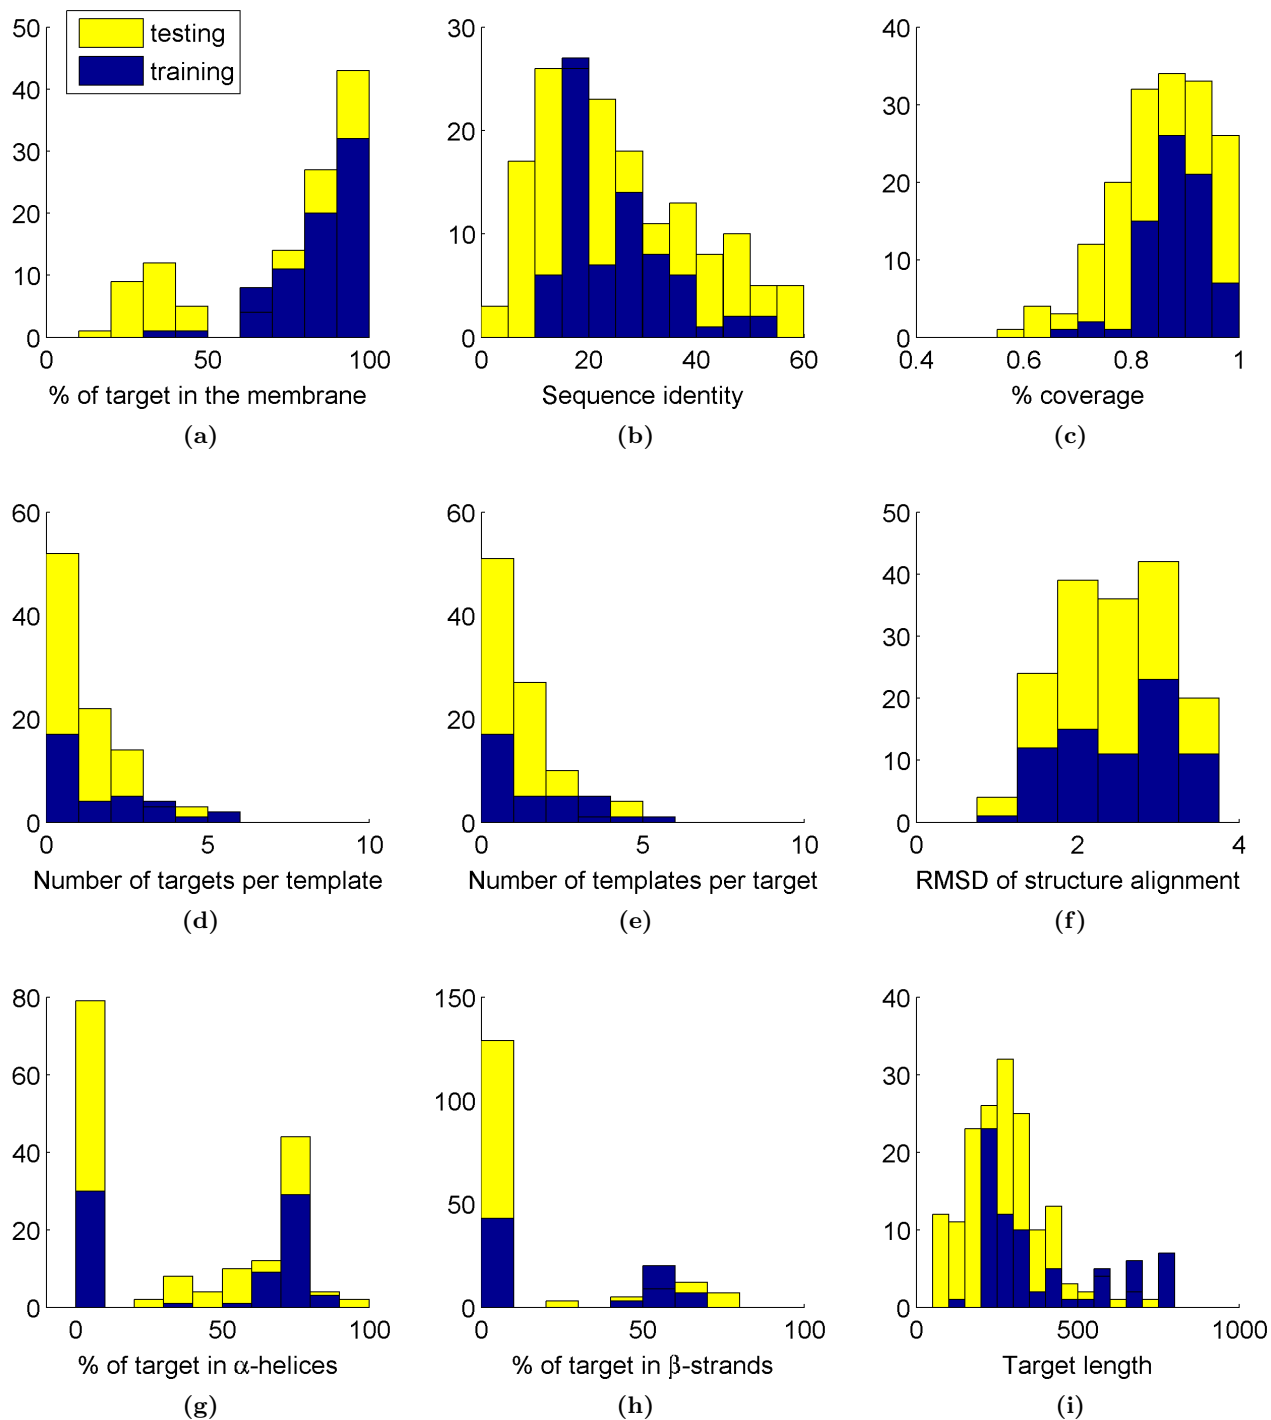 50
40
30
20
10
0
testing
training
0 50 100
% of target in the membrane
(a)
30
20
10
0
0 20 40 60
Sequence identity
(b)
40
30
20
10
0
0.4 0.6 0.8 1
% coverage
(c)
60
40
20
0
0 5 10
Number of targets per template
(d)
60
40
20
0
0 5 10
Number of templates per target
(e)
50
40
30
20
10
0
0 2 4
RMSD of structure alignment
(f)
80
60
40
20
0
0 50 100
% of target in α-helices
(g)
150
100
50
0
0 50 100
% of target in β-strands
(h)
40
30
20
10
0
0 500 1000
Target length
(i)